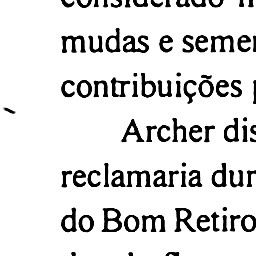 considerado
mudas e semen
contribuições
Archer dis
reclamaria dur
do Bom Retiro